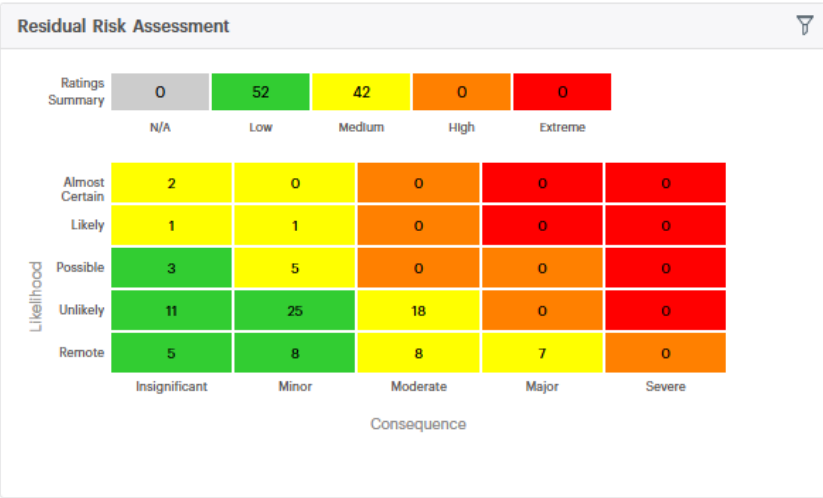 Residual Risk Assessment
Ratings
Summary
0 52 42 0 0
N/A Low Medium High Extreme
Almost
Certain
2 0 0 0 0
Likely 1 1 0 0 0
Possible 3 5 0 0 0
Unlikely 11 25 18 0 0
Remote 5 8 8 7 0
Likelihood
Insignificant Minor Moderate Major Severe
Consequence